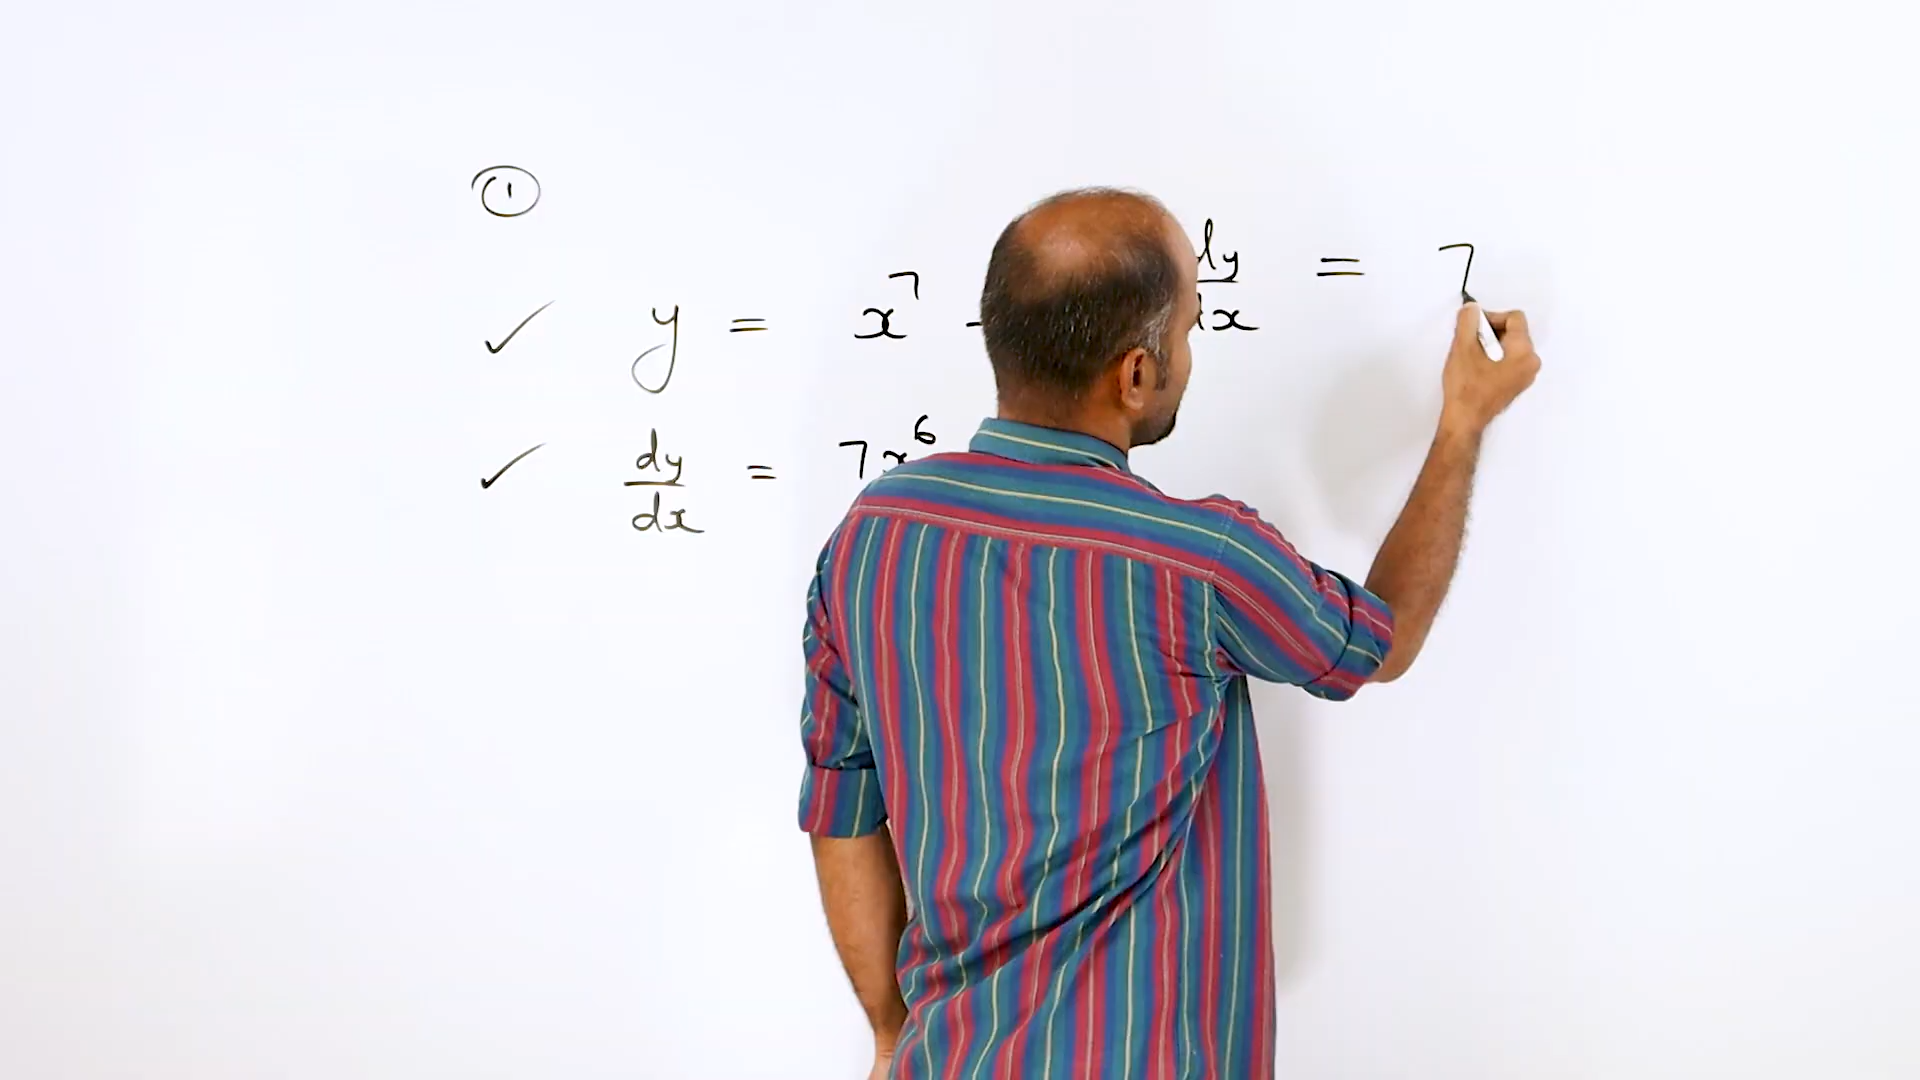 ①
✓ y = x⁷ -
dy/dx = 7
✓ dy/dx = 7x⁶